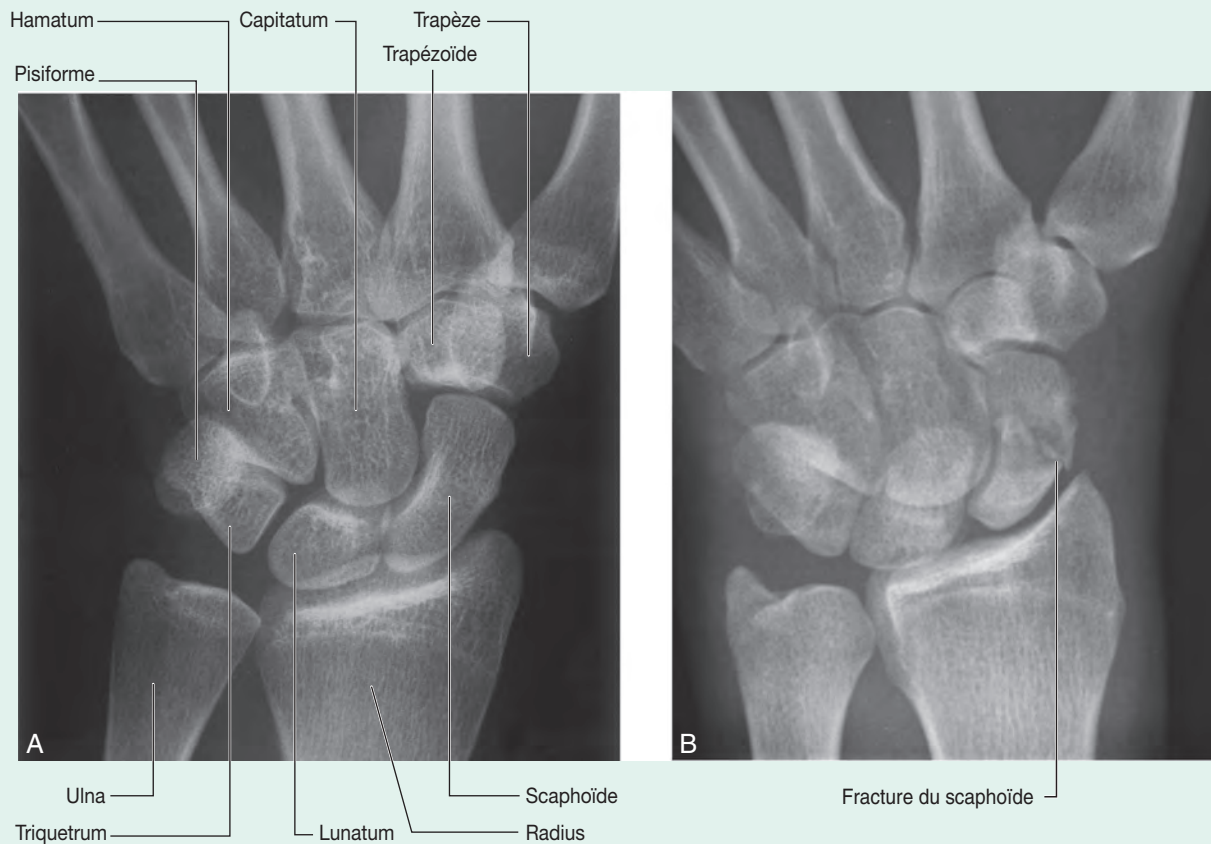 Hamatum
Capitatum
Trapèze
Trapézoïde
Pisiforme
A
B
Ulna
Scaphoïde
Fracture du scaphoïde
Triquetrum
Lunatum
Radius